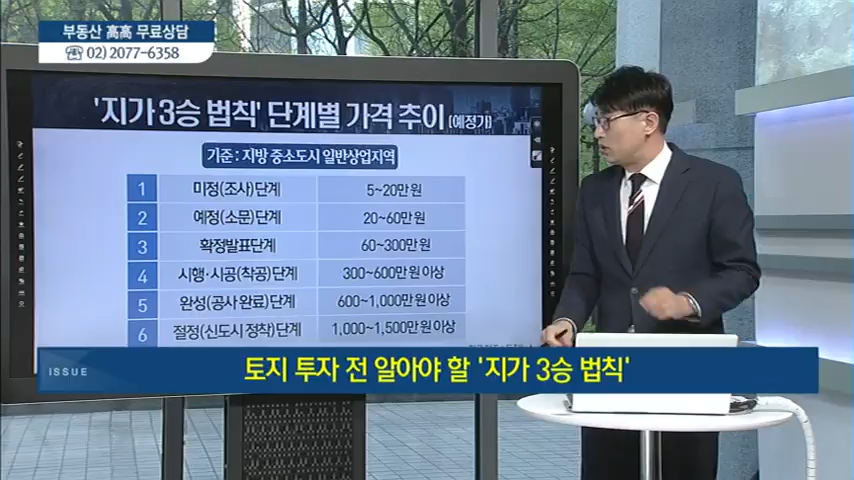 부동산 高高 무료상담
☎ 02) 2077-6358
'지가 3승 법칙' 단계별 가격 추이 [예정가]
기준 : 지방 중소도시 일반상업지역
1 미정(조사)단계 5~20만 원
2 예정(소문)단계 20~60만 원
3 확정발표단계 60~300만 원
4 시행·시공(착공)단계 300~600만 원 이상
5 완성(공사 완료)단계 600~1,000만 원 이상
6 절정(신도시 정착)단계 1,000~1,500만 원 이상
ISSUE 토지 투자 전 알아야 할 '지가 3승 법칙'